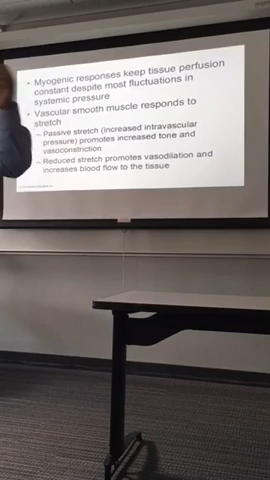 • Myogenic responses keep tissue perfusion
constant despite most fluctuations in
systemic pressure
• Vascular smooth muscle responds to
stretch
– Passive stretch (increased intravascular
pressure) promotes increased tone and
vasoconstriction
– Reduced stretch promotes vasodilation and
increases blood flow to the tissue